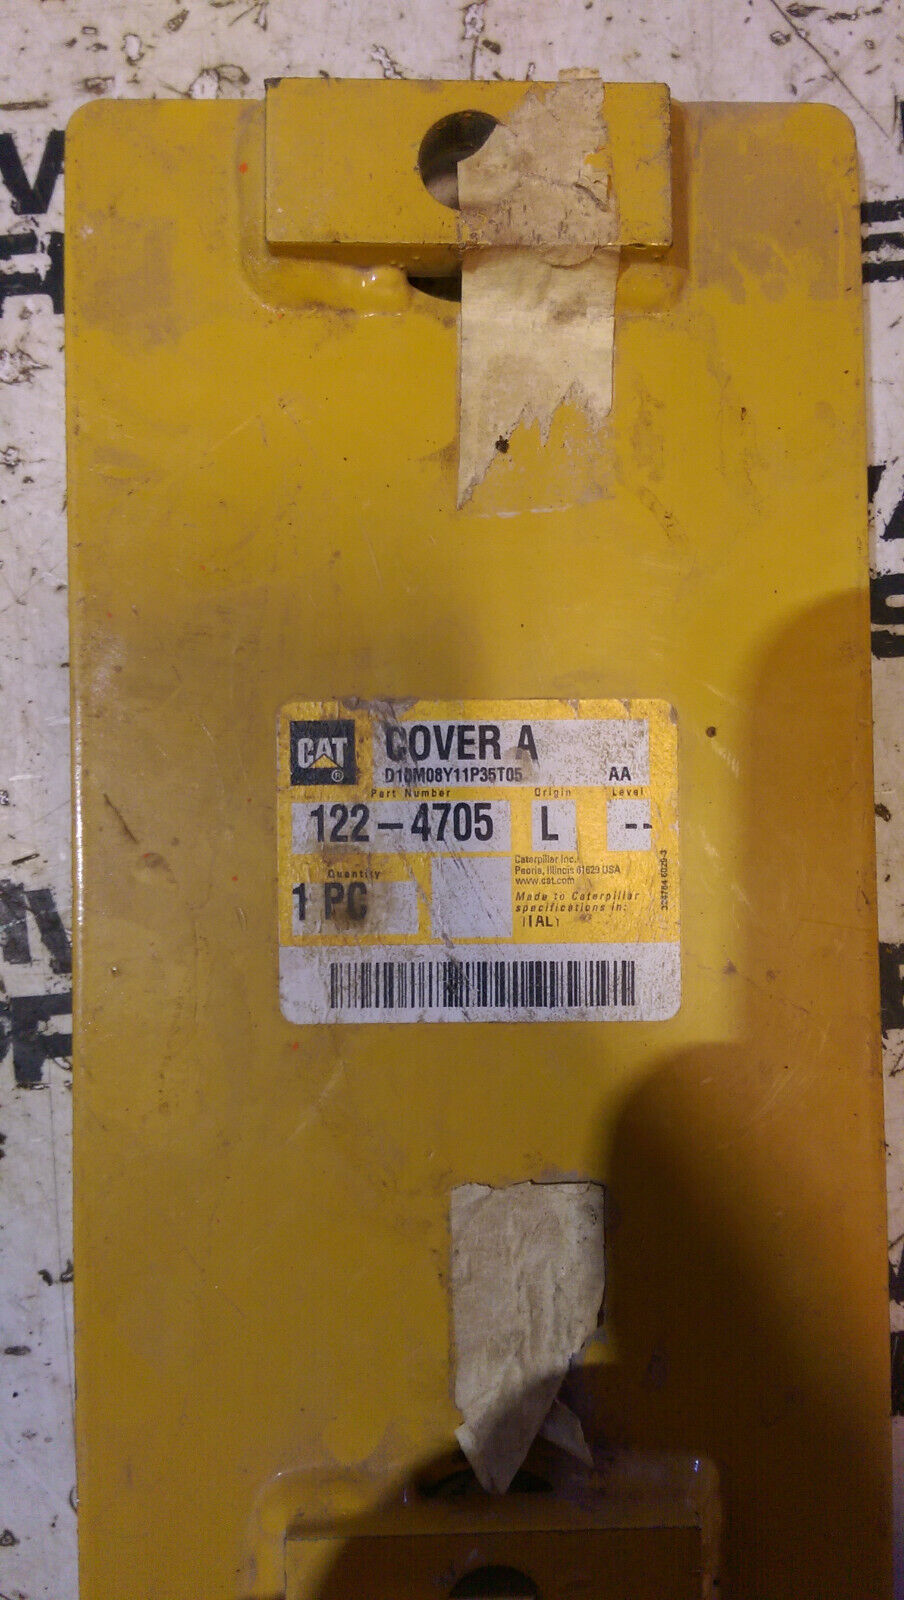 CAT ®
COVER A
D10M08Y11P35T05 AA
Part Number Origin Level
122-4705 L --
Quantity
1 PC
Caterpillar Inc.
Peoria, Illinois 61629 USA
www.cat.com
Made to Caterpillar
specifications in:
ITALY